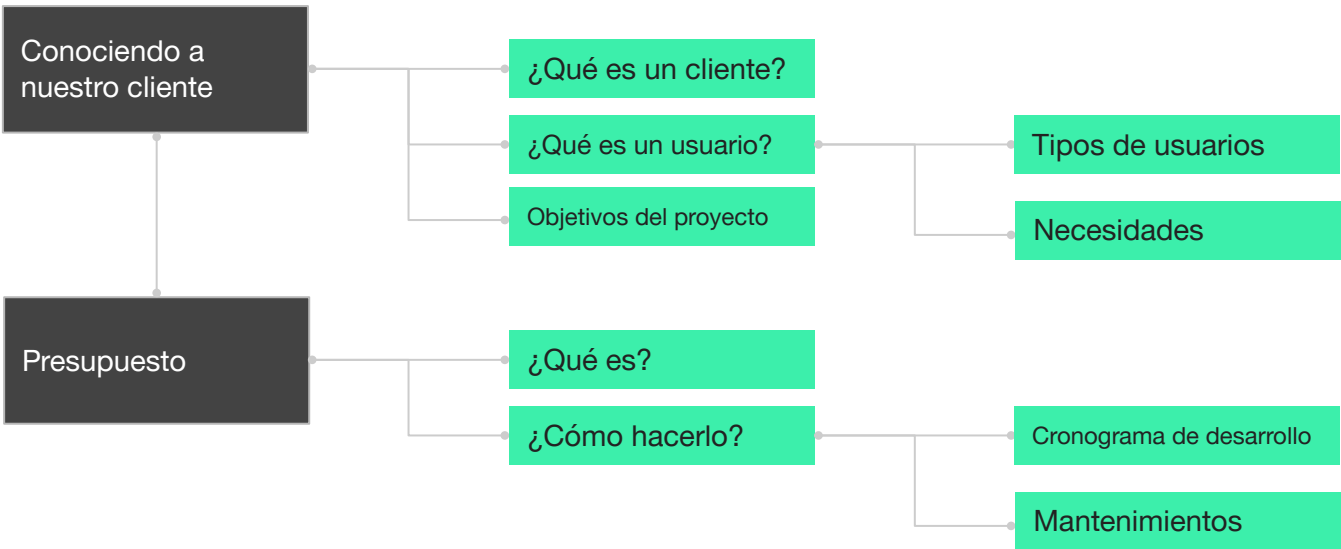 Conociendo a
nuestro cliente
¿Qué es un cliente?
¿Qué es un usuario?
Tipos de usuarios
Objetivos del proyecto
Necesidades
Presupuesto
¿Qué es?
¿Cómo hacerlo?
Cronograma de desarrollo
Mantenimientos